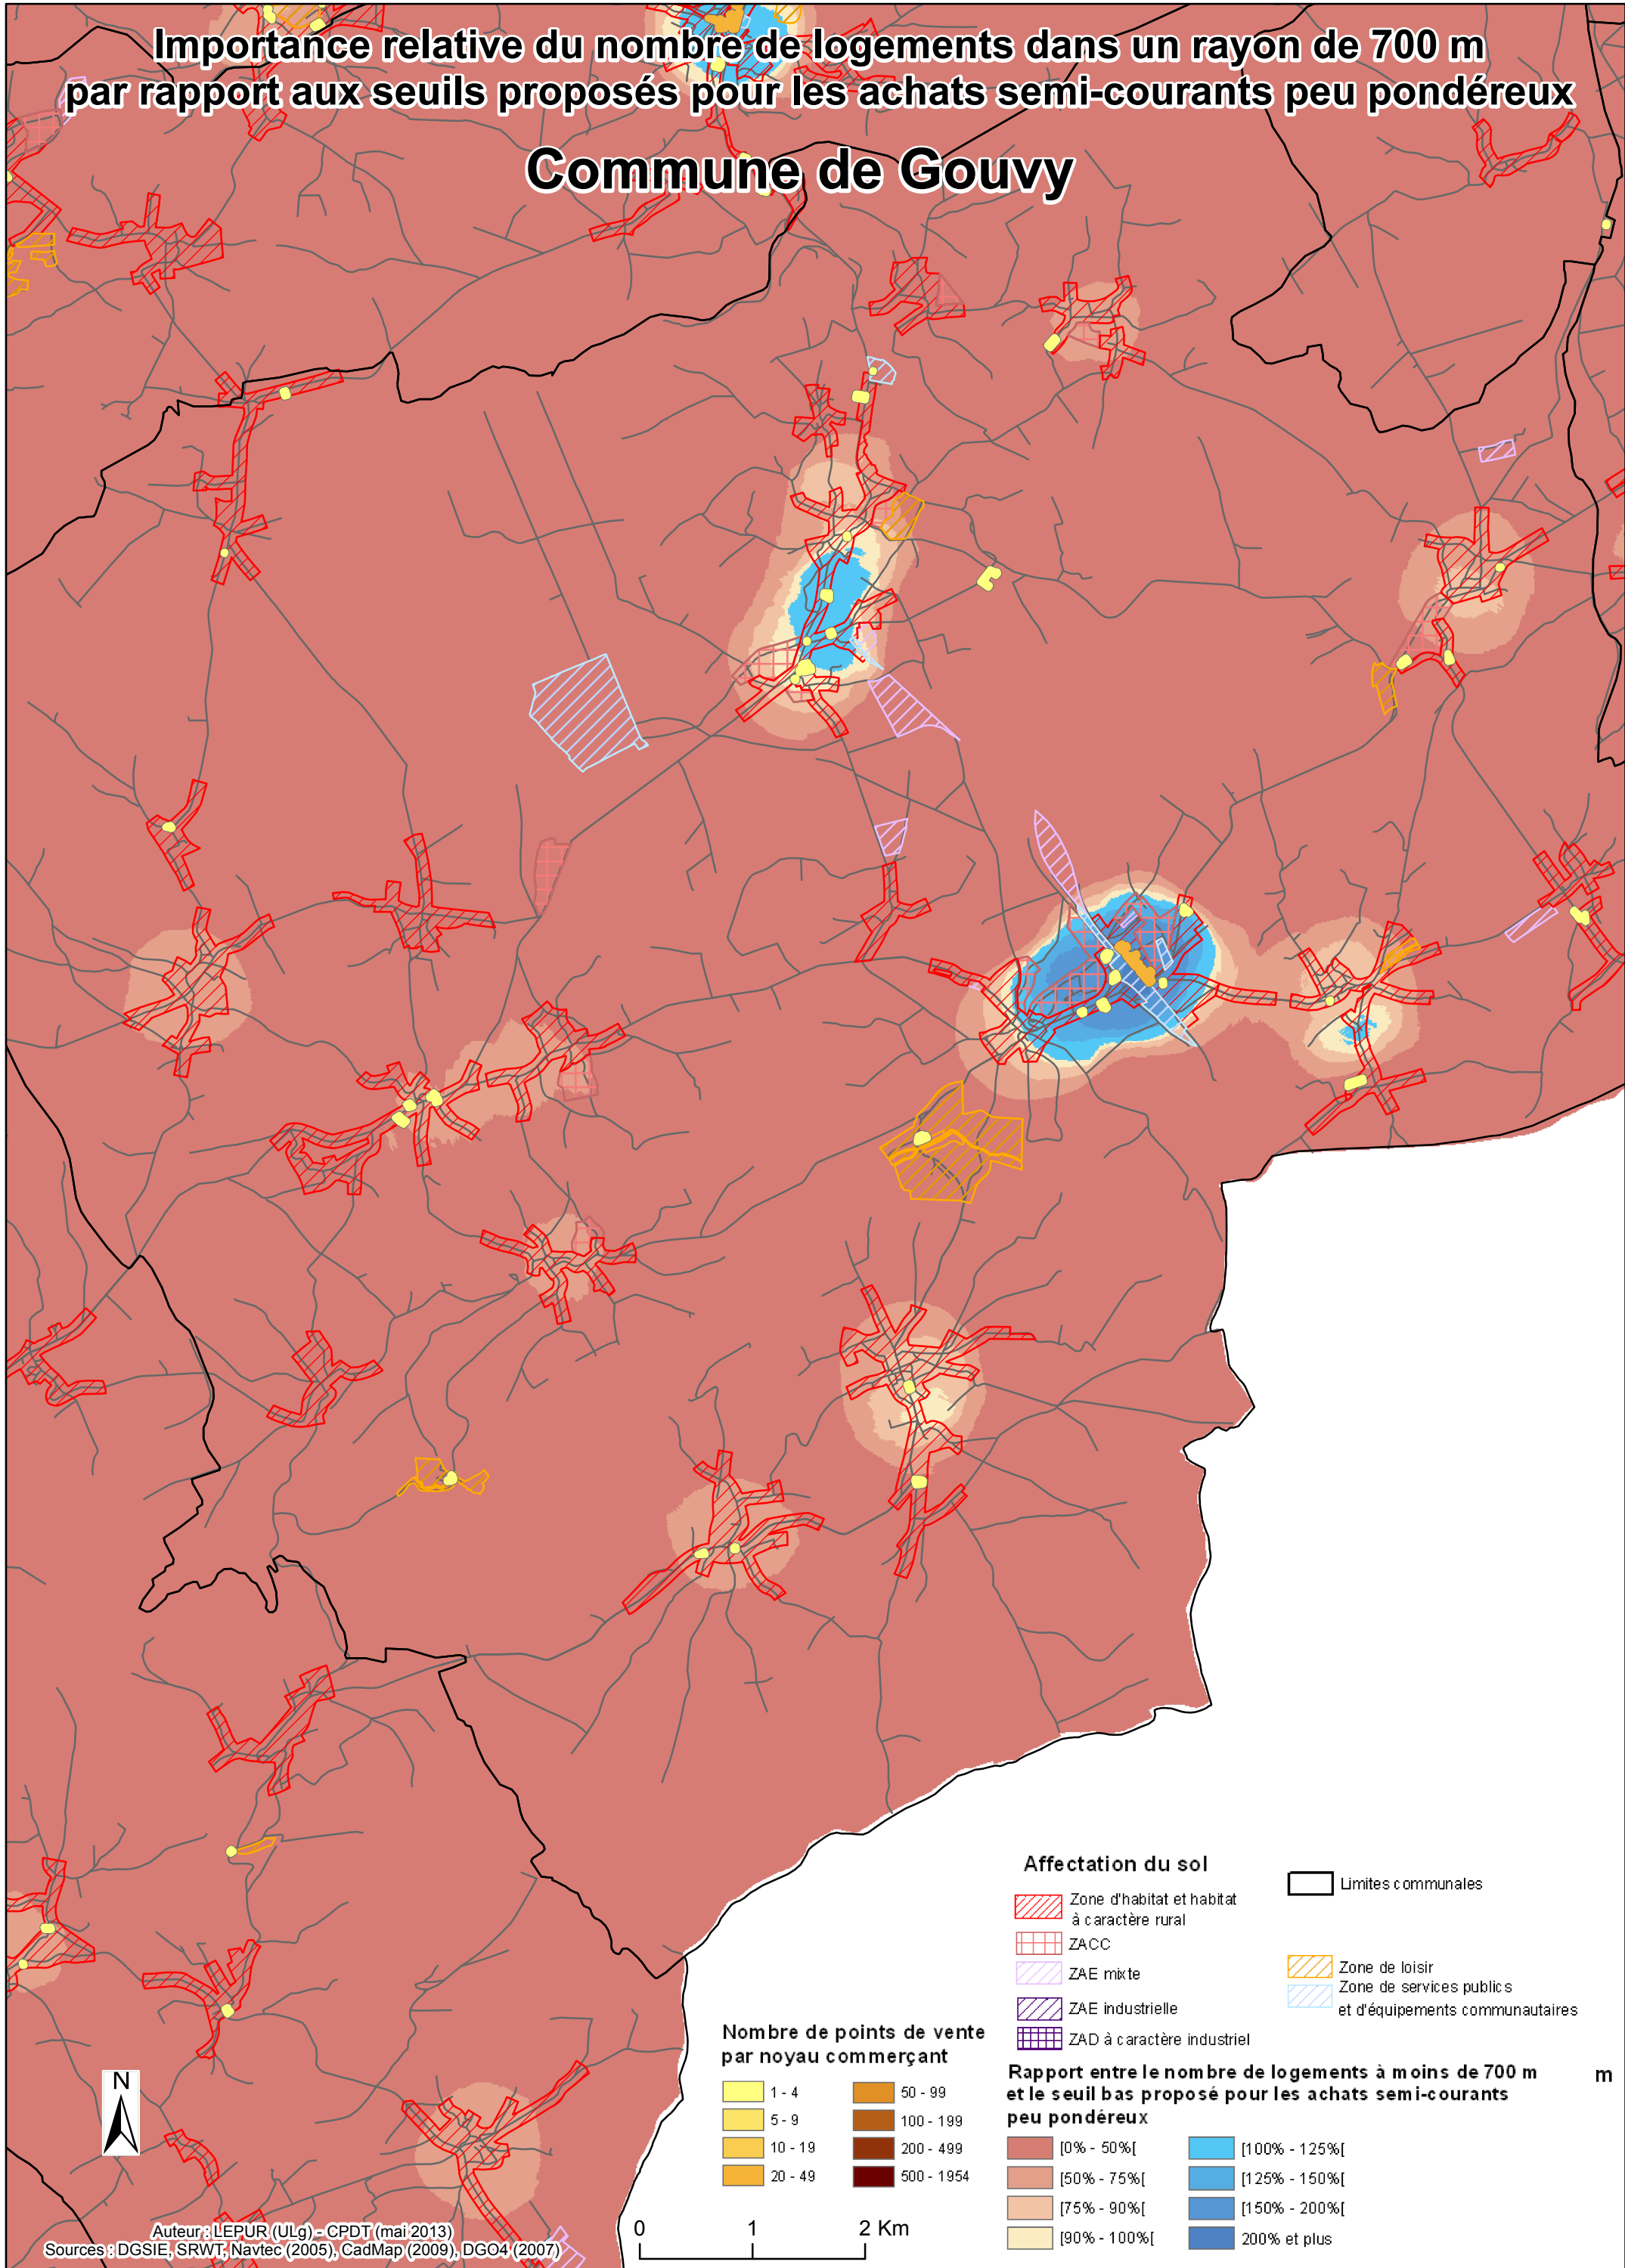 Importance relative du nombre de logements dans un rayon de 700 m
par rapport aux seuils proposés pour les achats semi-courants peu pondéreux
Commune de Gouvy
Affectation du sol
Zone d'habitat et habitat
à caractère rural
ZACC
ZAE mixte
ZAE industrielle
ZAD à caractère industriel
Limites communales
Zone de loisir
Zone de services publics
et d'équipements communautaires
Nombre de points de vente
par noyau commerçant
1 - 4
5 - 9
10 - 19
20 - 49
50 - 99
100 - 199
200 - 499
500 - 1954
Rapport entre le nombre de logements à moins de 700 m
et le seuil bas proposé pour les achats semi-courants
peu pondéreux
m
[0% - 50%[
[50% - 75%[
[75% - 90%[
[90% - 100%[
[100% - 125%[
[125% - 150%[
[150% - 200%[
200% et plus
N
0 1 2 Km
Auteur : LEPUR (ULg) - CPDT (mai 2013)
Sources : DGSIE, SRWT, Navtec (2005), CadMap (2009), DGO4 (2007)